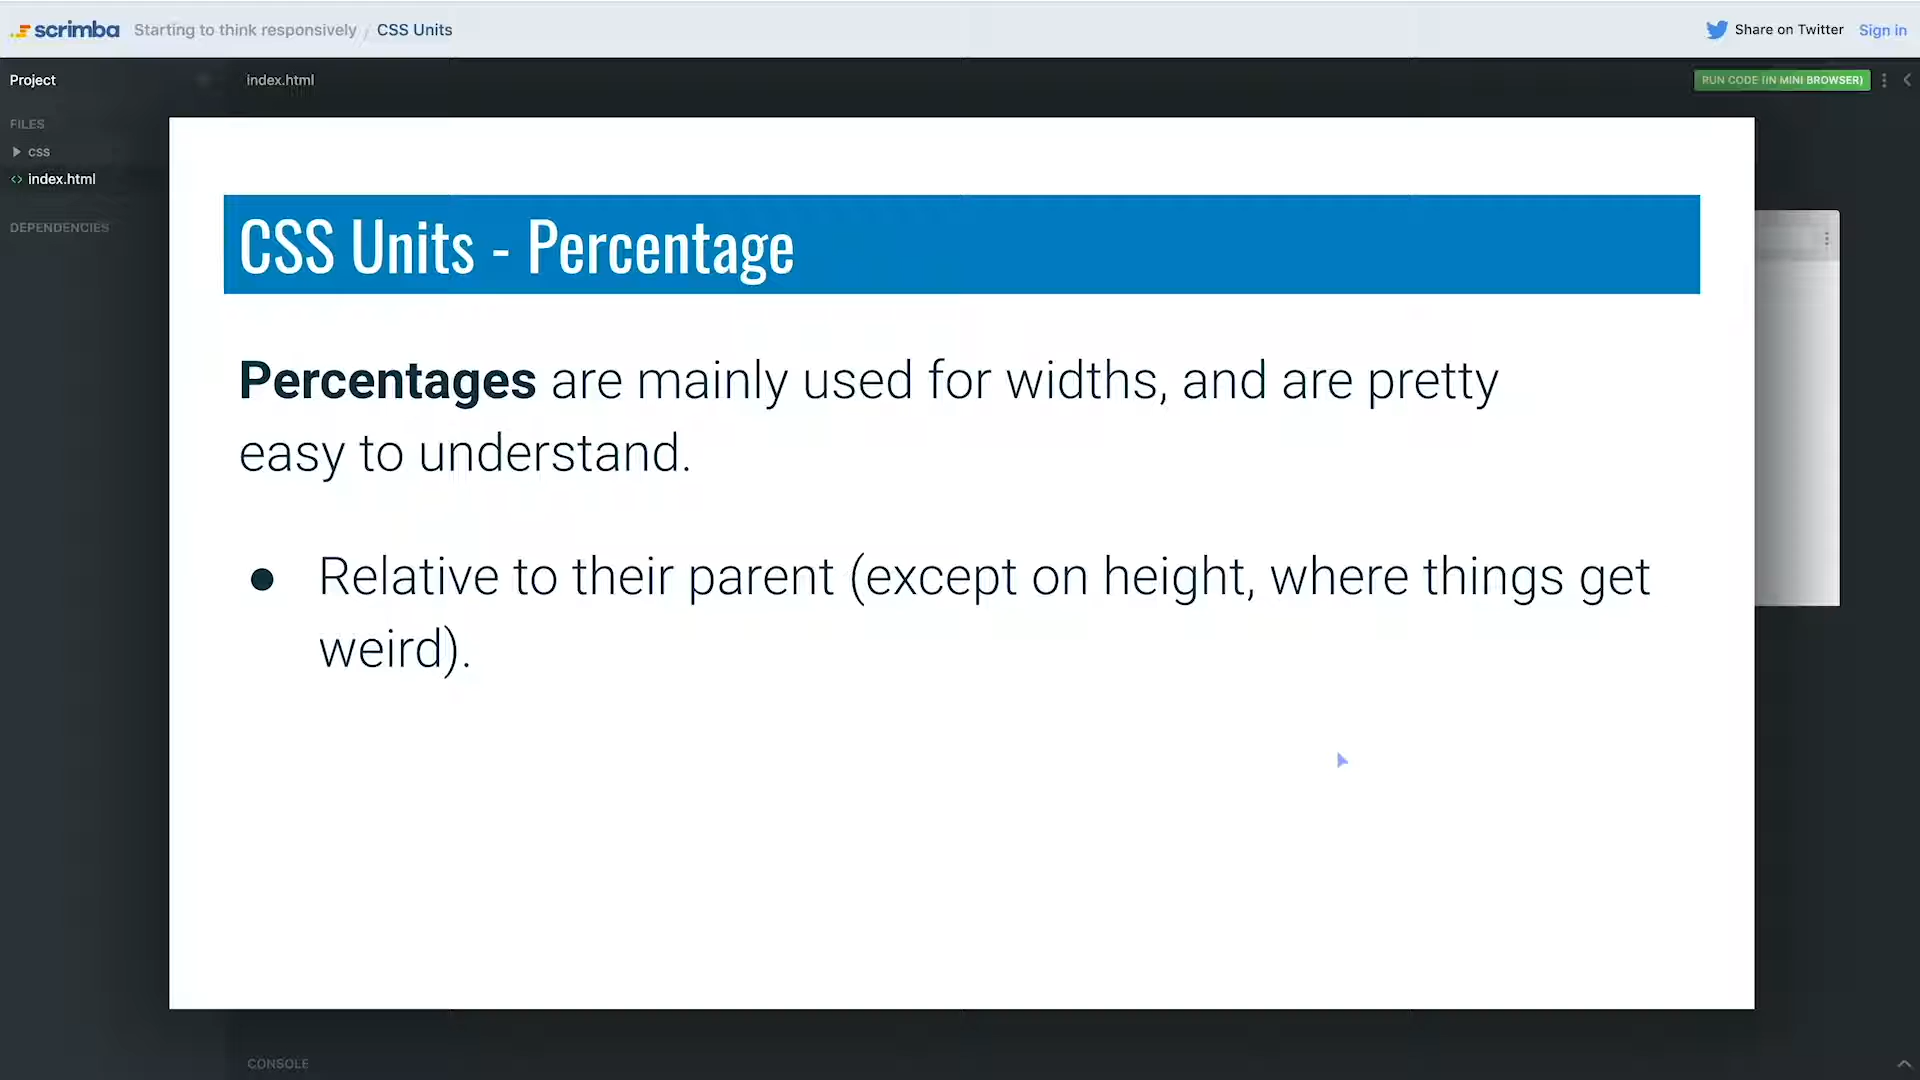 scrimba Starting to think responsively / CSS Units Share on Twitter Sign in
Project index.html RUN CODE (IN MINI BROWSER)
FILES
css
index.html
DEPENDENCIES
CSS Units - Percentage
Percentages are mainly used for widths, and are pretty
easy to understand.
● Relative to their parent (except on height, where things get
weird).
CONSOLE